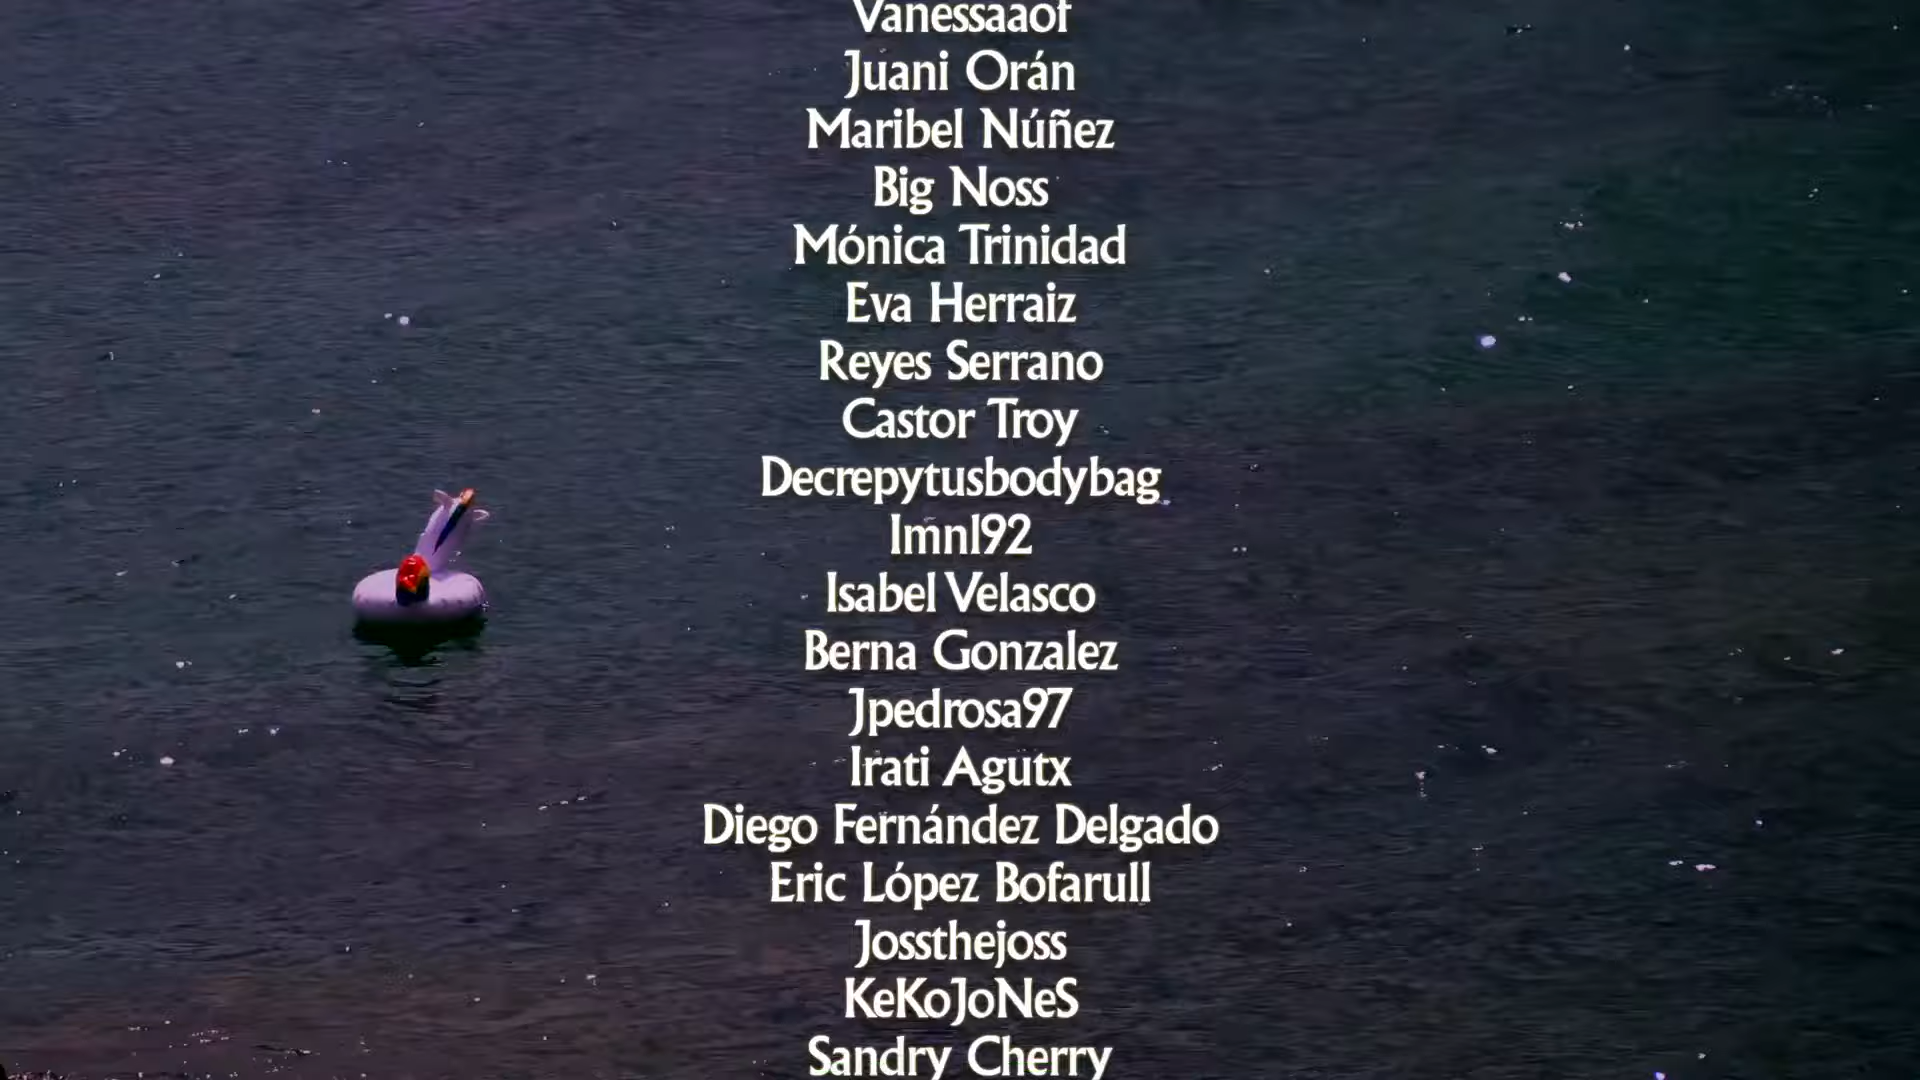 Vanessaaof
Juani Orán
Maribel Núñez
Big Noss
Mónica Trinidad
Eva Herraiz
Reyes Serrano
Castor Troy
Decrepytusbodybag
Imnl92
Isabel Velasco
Berna Gonzalez
Jpedrosa97
Irati Agutx
Diego Fernández Delgado
Eric López Bofarull
Jossthejoss
KeKoJoNeS
Sandry Cherry